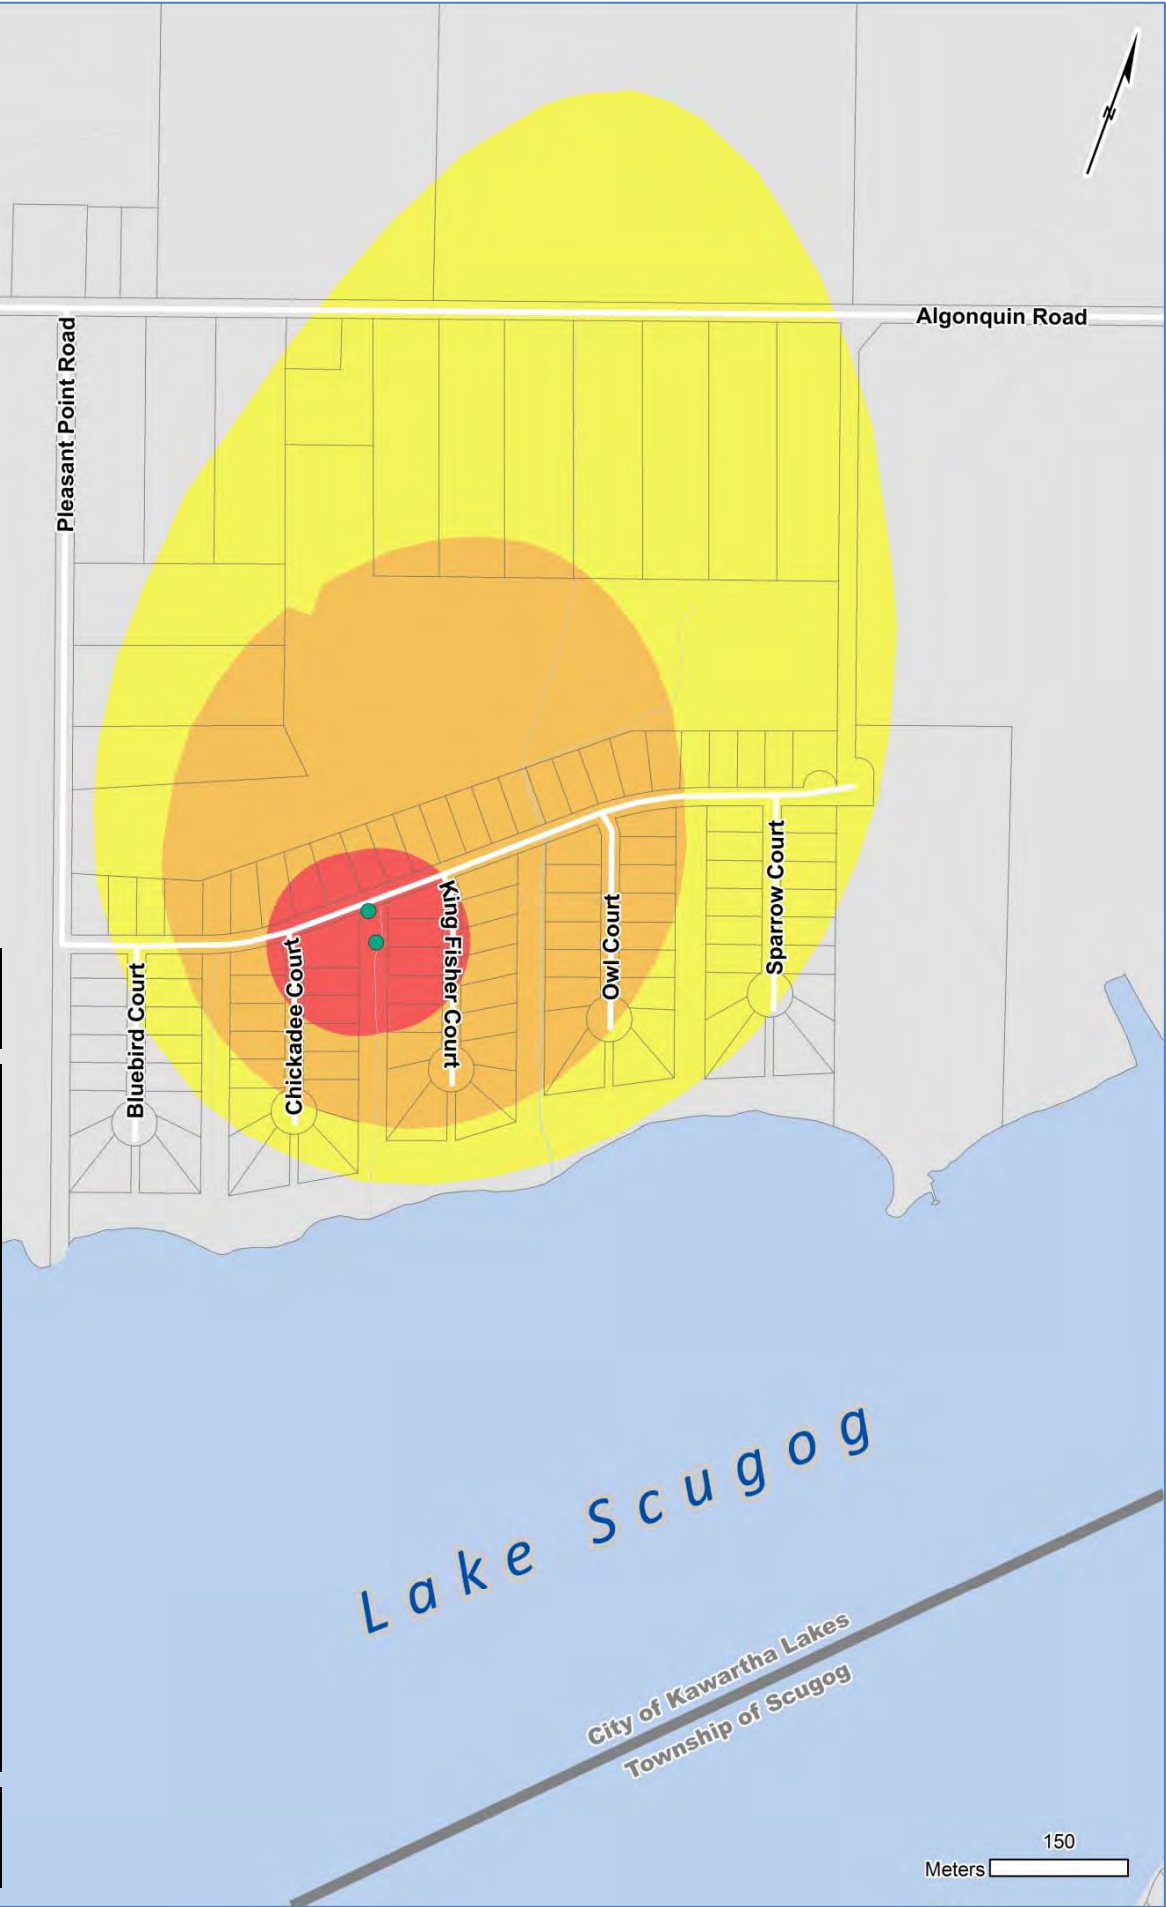 N
Algonquin Road
Pleasant Point Road
King Fisher Court
Sparrow Court
Owl Court
Chickadee Court
Bluebird Court
Lake Scugog
City of Kawartha Lakes
Township of Scugog
150
Meters